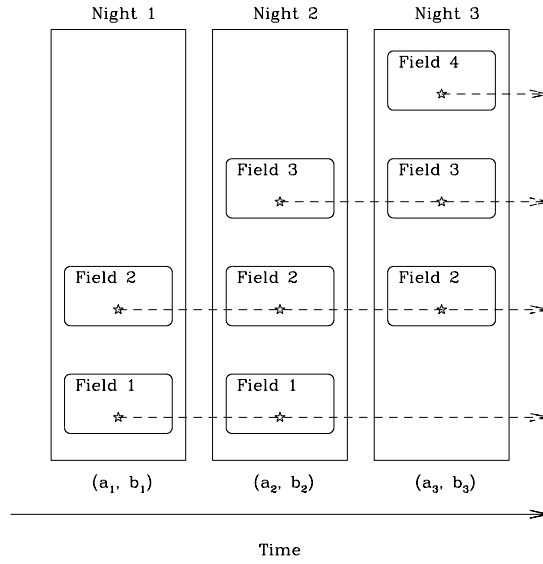 Night 1 Night 2 Night 3
Field 4
Field 3 Field 3
Field 2 Field 2 Field 2
Field 1 Field 1
(a₁, b₁) (a₂, b₂) (a₃, b₃)
Time